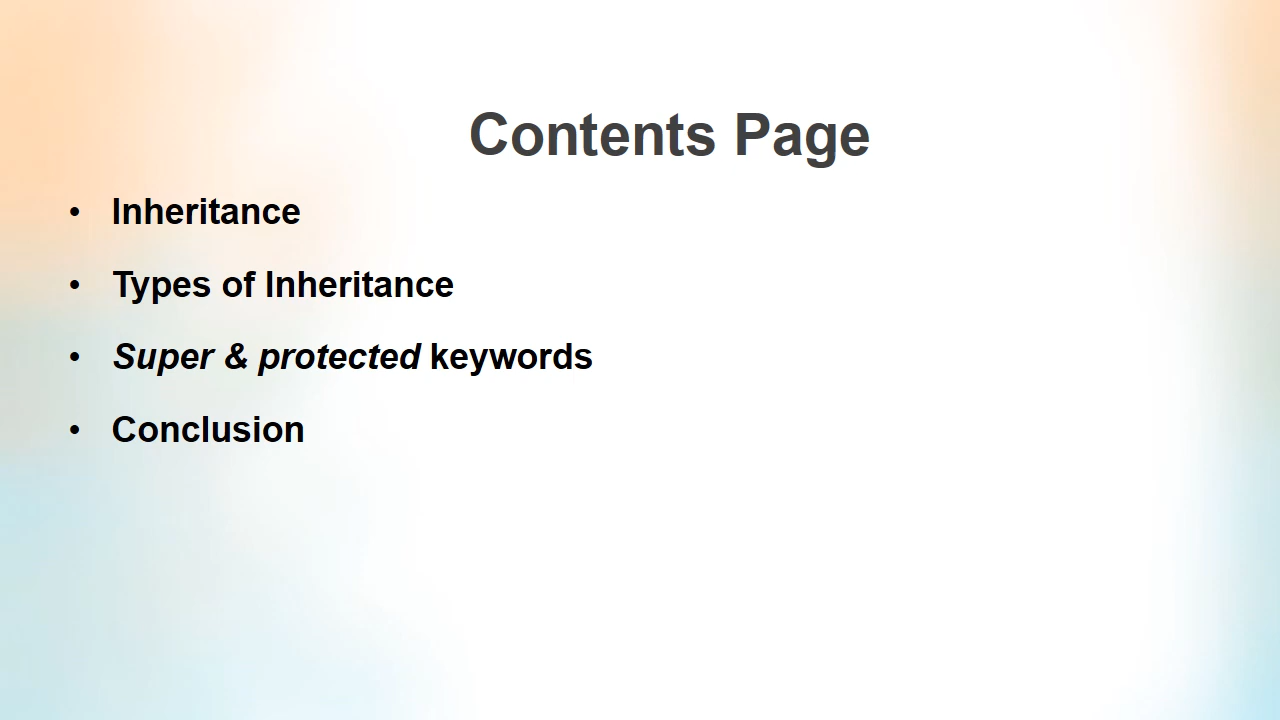 Contents Page
• Inheritance
• Types of Inheritance
• Super & protected keywords
• Conclusion